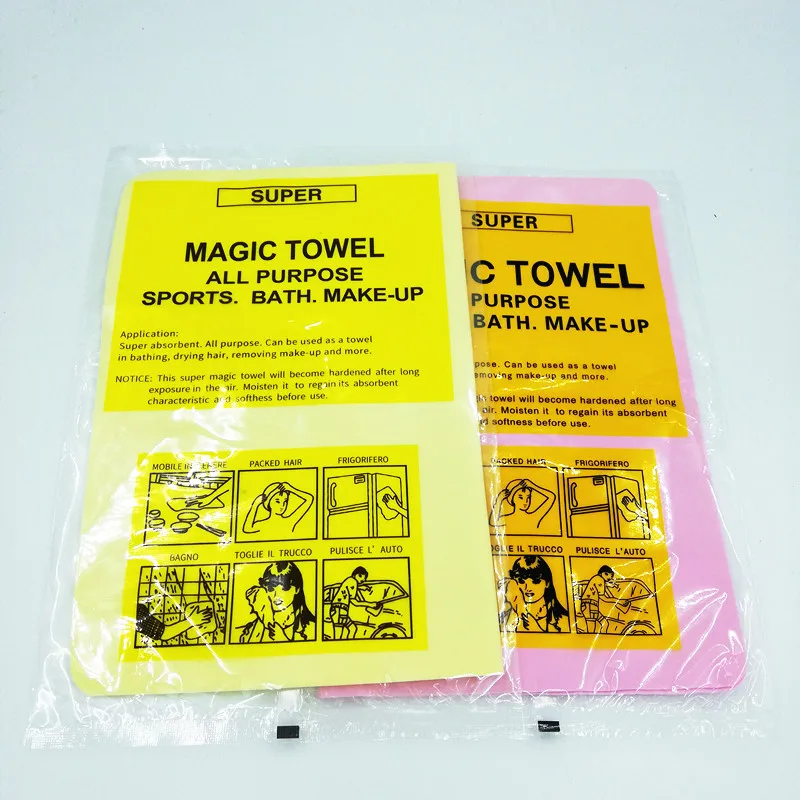 SUPER
MAGIC TOWEL
ALL PURPOSE
SPORTS. BATH. MAKE-UP
Application:
Super absorbent. All purpose. Can be used as a towel
in bathing, drying hair, removing make-up and more.
NOTICE: This super magic towel will become hardened after long
exposure in the air. Moisten it to regain its absorbent
characteristic and softness before use.
MOBILE IN
PACKED HAIR
FRIGORIFERO
BAGNO
TOGLIE IL TRUCCO
PULISCE L' AUTO
SUPER
C TOWEL
PURPOSE
BATH. MAKE-UP
pose. Can be used as a towel
emoving make-up and more.
towel will become hardened after long
air. Moisten it to regain its absorbent
softness before use.
PACKED HAIR
FRIGORIFERO
OGLIE IL TRUCCO
PULISCE L'AUTO